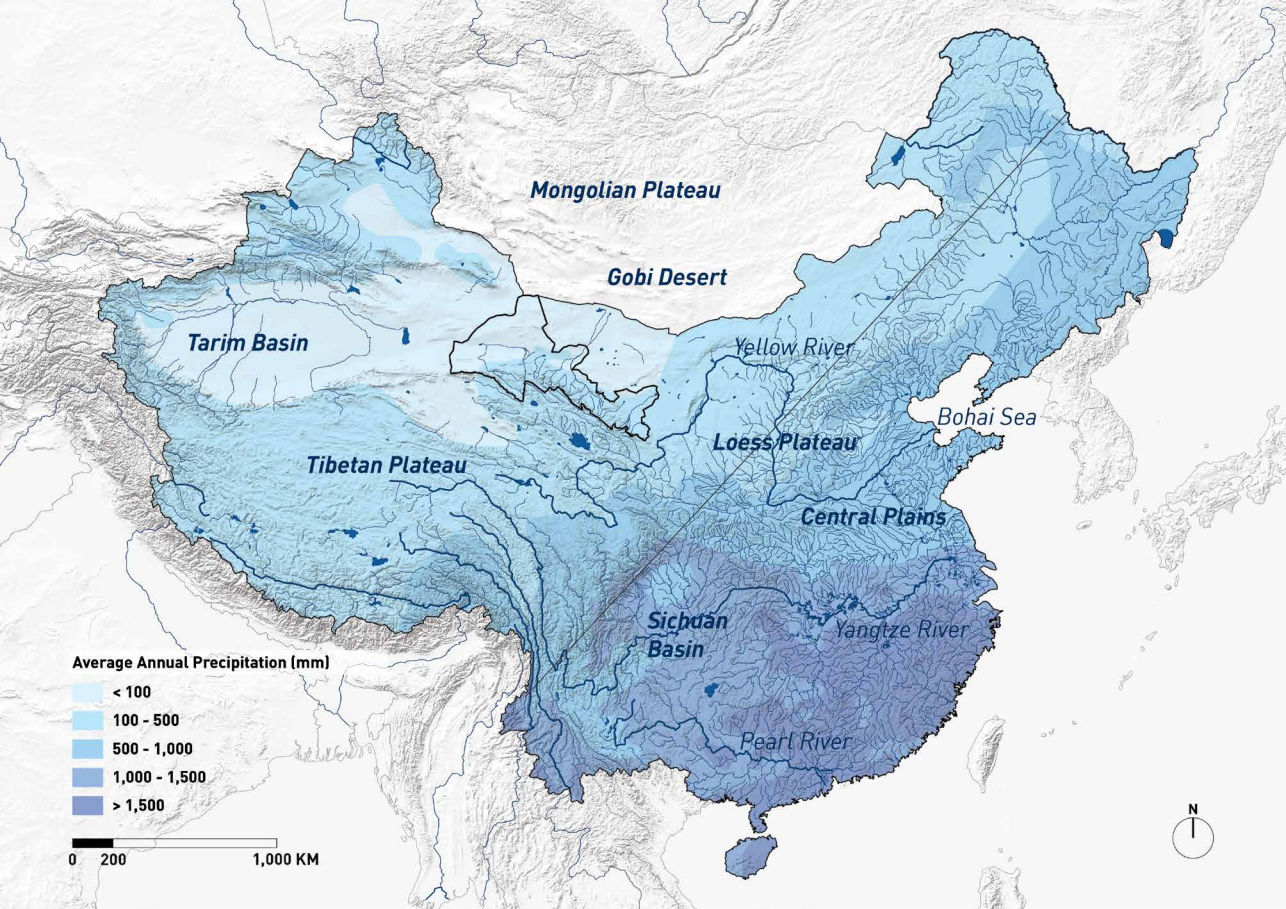 Mongolian Plateau
Gobi Desert
Tarim Basin
Yellow River
Bohai Sea
Loess Plateau
Tibetan Plateau
Central Plains
Sichuan
Basin
Yangtze River
Pearl River
Average Annual Precipitation (mm)
< 100
100 - 500
500 - 1,000
1,000 - 1,500
> 1,500
0 200 1,000 KM
N